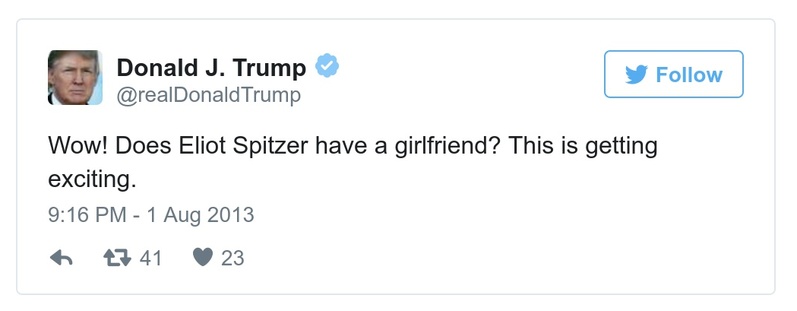 Donald J. Trump
@realDonaldTrump
Follow
Wow! Does Eliot Spitzer have a girlfriend? This is getting
exciting.
9:16 PM - 1 Aug 2013
41 23